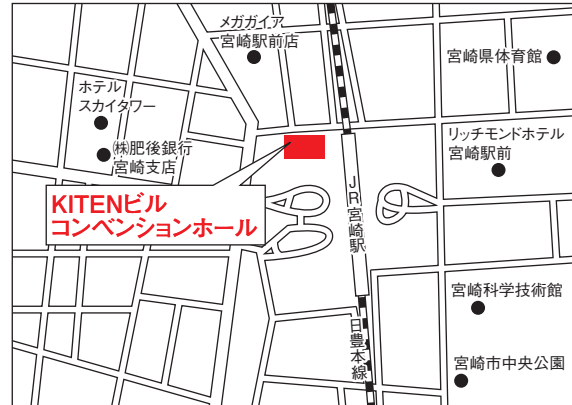 メガガイア
宮崎駅前店
宮崎県体育館
ホテル
スカイタワー
㈱肥後銀行
宮崎支店
リッチモンドホテル
宮崎駅前
KITENビル
コンベンションホール
JR宮崎駅
宮崎科学技術館
日豊本線
宮崎市中央公園